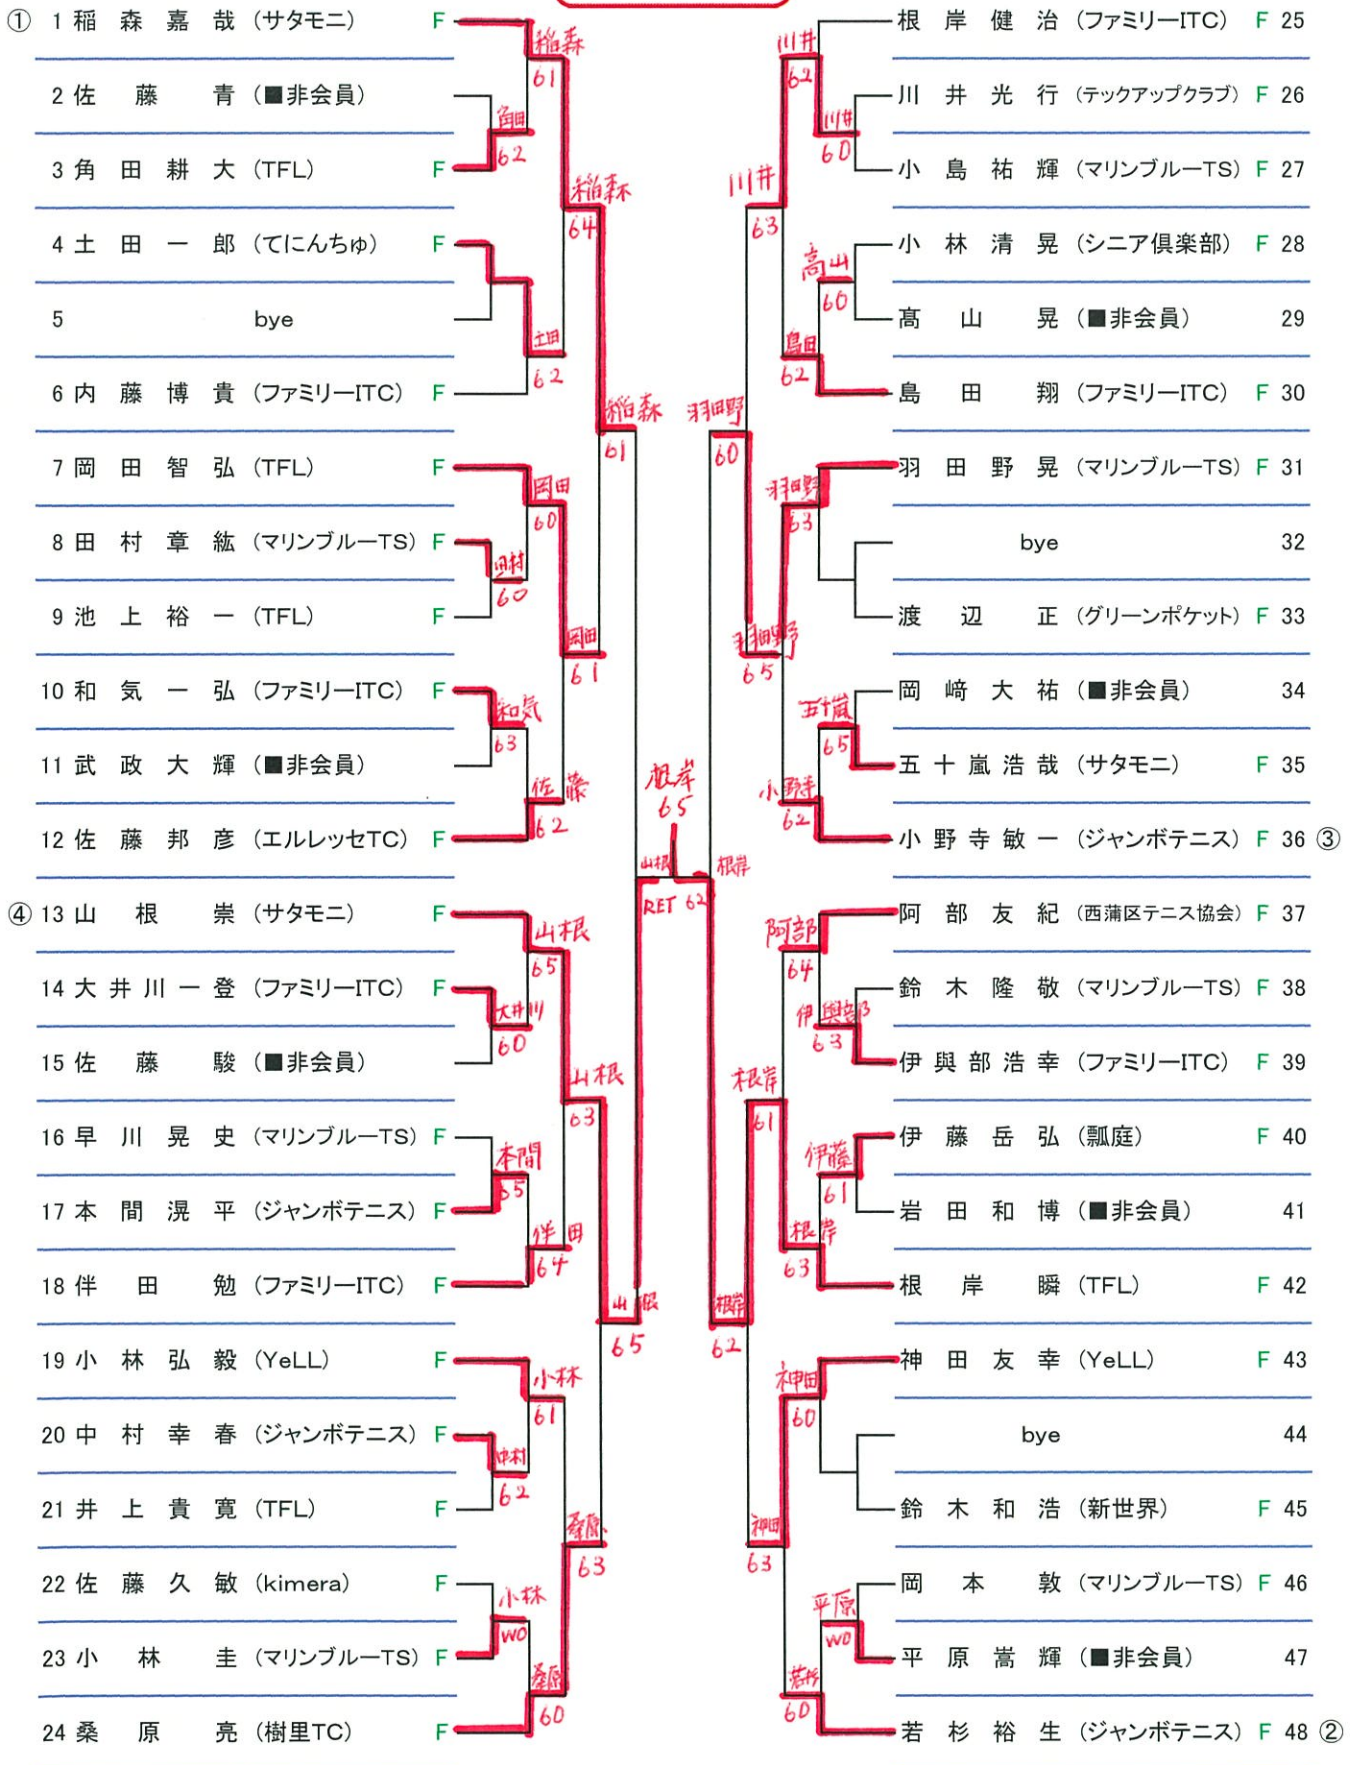 ① 1 稲森嘉哉 (サタモニ) F
2 佐藤青 (■非会員)
3 角田耕大 (TFL) F
4 土田一郎 (てにんちゅ) F
5 bye
6 内藤博貴 (ファミリーITC) F
7 岡田智弘 (TFL) F
8 田村章紘 (マリンブルーTS) F
9 池上裕一 (TFL) F
10 和気一弘 (ファミリーITC) F
11 武政大輝 (■非会員)
12 佐藤邦彦 (エルレッセTC) F
④ 13 山根崇 (サタモニ) F
14 大井川一登 (ファミリーITC) F
15 佐藤駿 (■非会員)
16 早川晃史 (マリンブルーTS) F
17 本間滉平 (ジャンボテニス) F
18 伴田勉 (ファミリーITC) F
19 小林弘毅 (YeLL) F
20 中村幸春 (ジャンボテニス) F
21 井上貴寛 (TFL) F
22 佐藤久敏 (kimera) F
23 小林圭 (マリンブルーTS) F
24 桑原亮 (樹里TC) F
角田
62
田村
60
和気
63
大井川
60
本間
65
中村
62
小林
WO
稲森
61
土田
62
岡田
60
佐藤
62
山根
65
伴田
64
小林
61
桑原
60
稲森
64
岡田
61
山根
63
桑原
63
稲森
61
山根
65
山根
RET 62
根岸
65
根岸
羽田野
60
根岸
62
川井
63
羽田野
65
根岸
61
神田
63
川井
62
島田
62
羽田野
63
小野寺
62
阿部
64
根岸
63
神田
60
若杉
60
川井
60
高山
60
五十嵐
65
伊與部
63
伊藤
61
平原
WO
根岸健治 (ファミリーITC) F 25
川井光行 (テックアップクラブ) F 26
小島祐輝 (マリンブルーTS) F 27
小林清晃 (シニア倶楽部) F 28
髙山晃 (■非会員) 29
島田翔 (ファミリーITC) F 30
羽田野晃 (マリンブルーTS) F 31
bye 32
渡辺正 (グリーンポケット) F 33
岡﨑大祐 (■非会員) 34
五十嵐浩哉 (サタモニ) F 35
小野寺敏一 (ジャンボテニス) F 36 ③
阿部友紀 (西蒲区テニス協会) F 37
鈴木隆敬 (マリンブルーTS) F 38
伊與部浩幸 (ファミリーITC) F 39
伊藤岳弘 (瓢庭) F 40
岩田和博 (■非会員) 41
根岸瞬 (TFL) F 42
神田友幸 (YeLL) F 43
bye 44
鈴木和浩 (新世界) F 45
岡本敦 (マリンブルーTS) F 46
平原嵩輝 (■非会員) 47
若杉裕生 (ジャンボテニス) F 48 ②